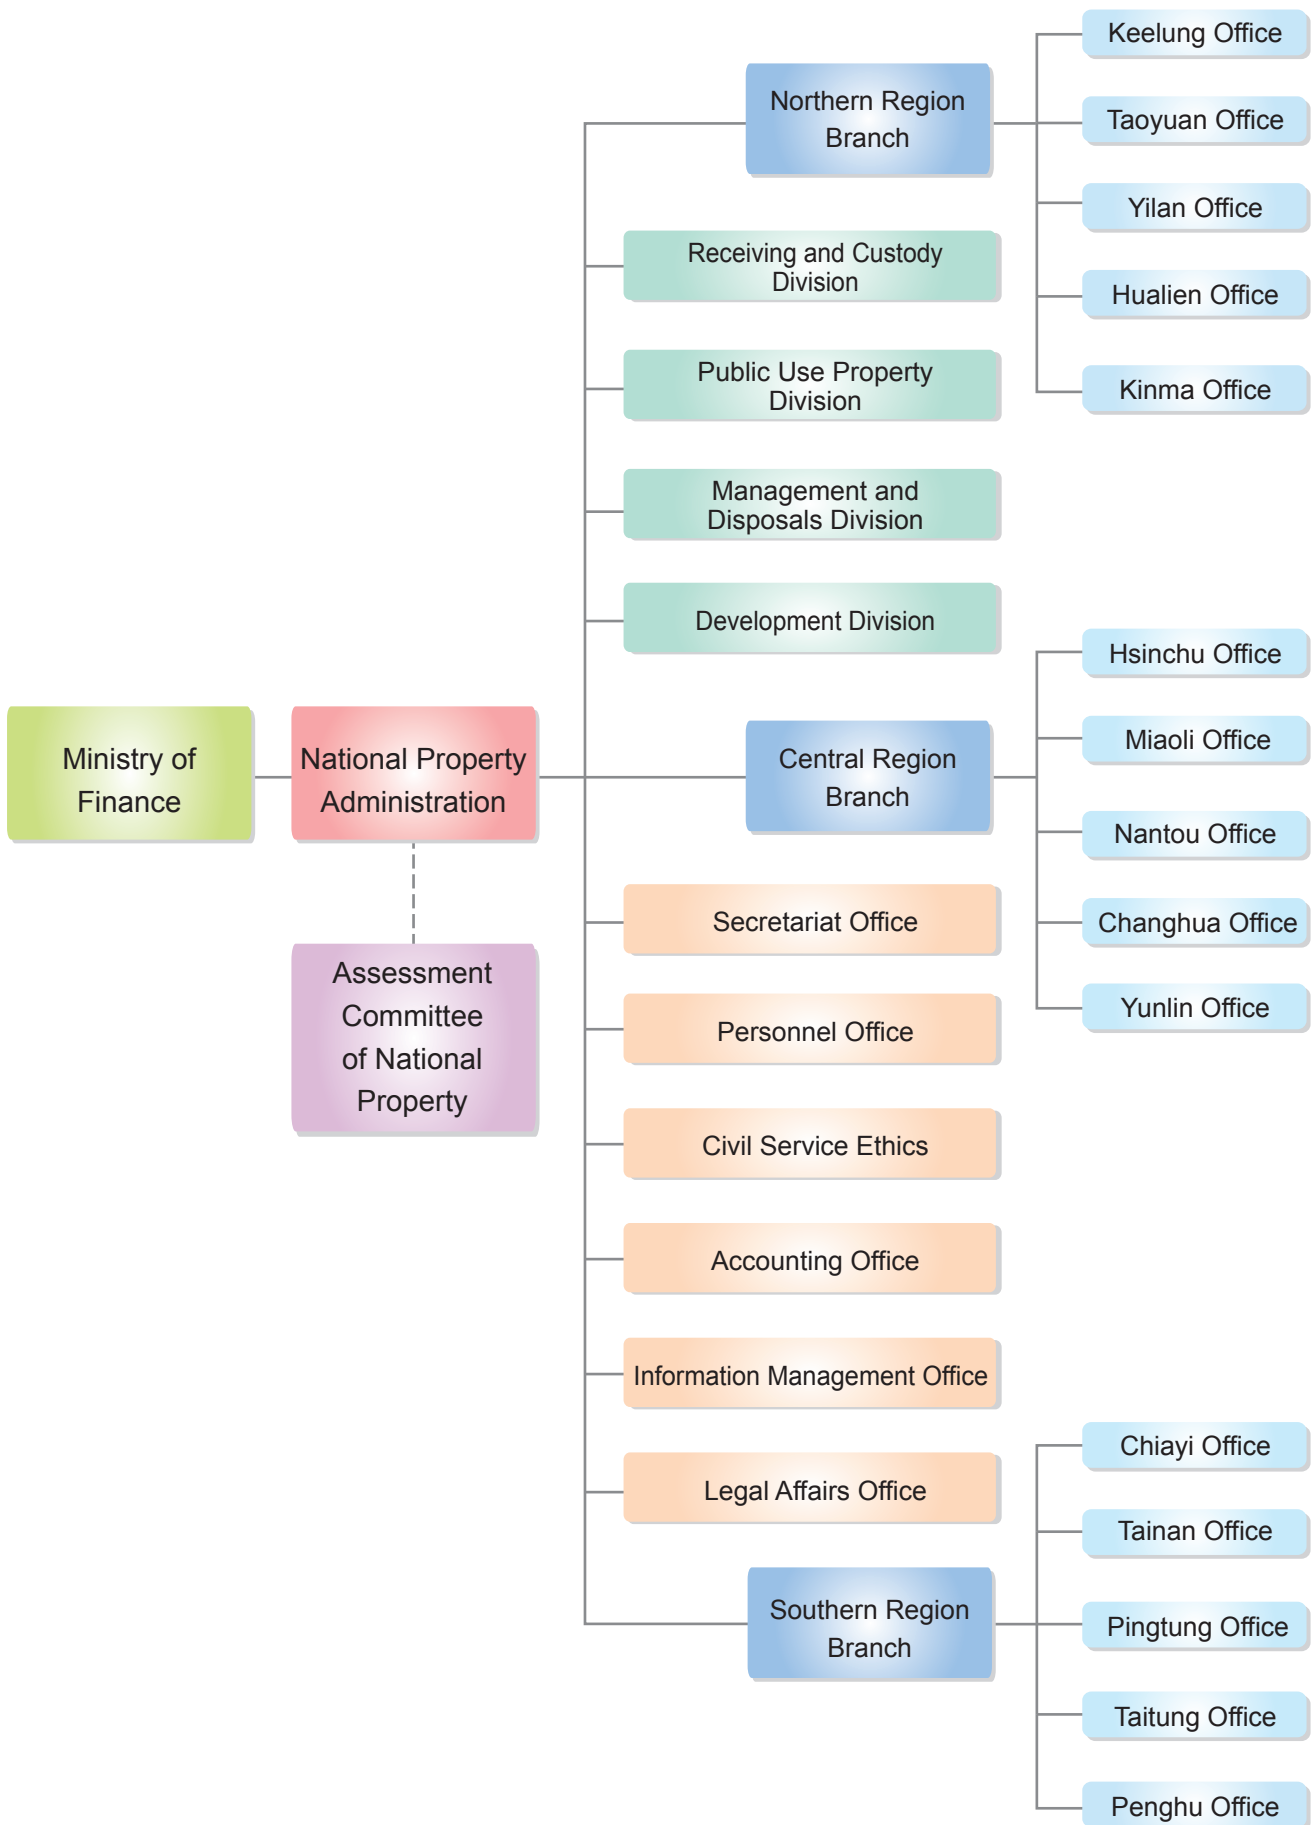 Ministry of
Finance
National Property
Administration
Assessment
Committee
of National
Property
Northern Region
Branch
Keelung Office
Taoyuan Office
Yilan Office
Hualien Office
Kinma Office
Receiving and Custody
Division
Public Use Property
Division
Management and
Disposals Division
Development Division
Central Region
Branch
Hsinchu Office
Miaoli Office
Nantou Office
Changhua Office
Yunlin Office
Secretariat Office
Personnel Office
Civil Service Ethics
Accounting Office
Information Management Office
Legal Affairs Office
Southern Region
Branch
Chiayi Office
Tainan Office
Pingtung Office
Taitung Office
Penghu Office